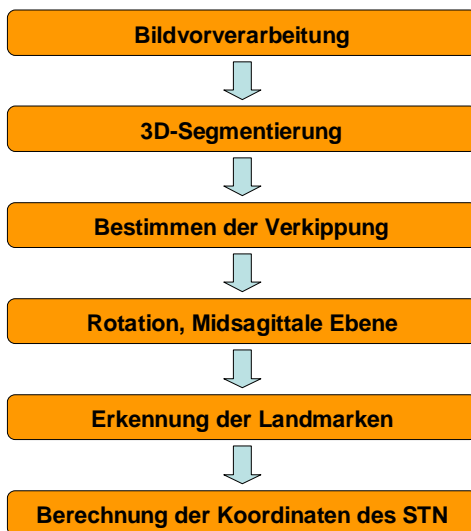 Bildvorverarbeitung
3D-Segmentierung
Bestimmen der Verkippung
Rotation, Midsagittale Ebene
Erkennung der Landmarken
Berechnung der Koordinaten des STN